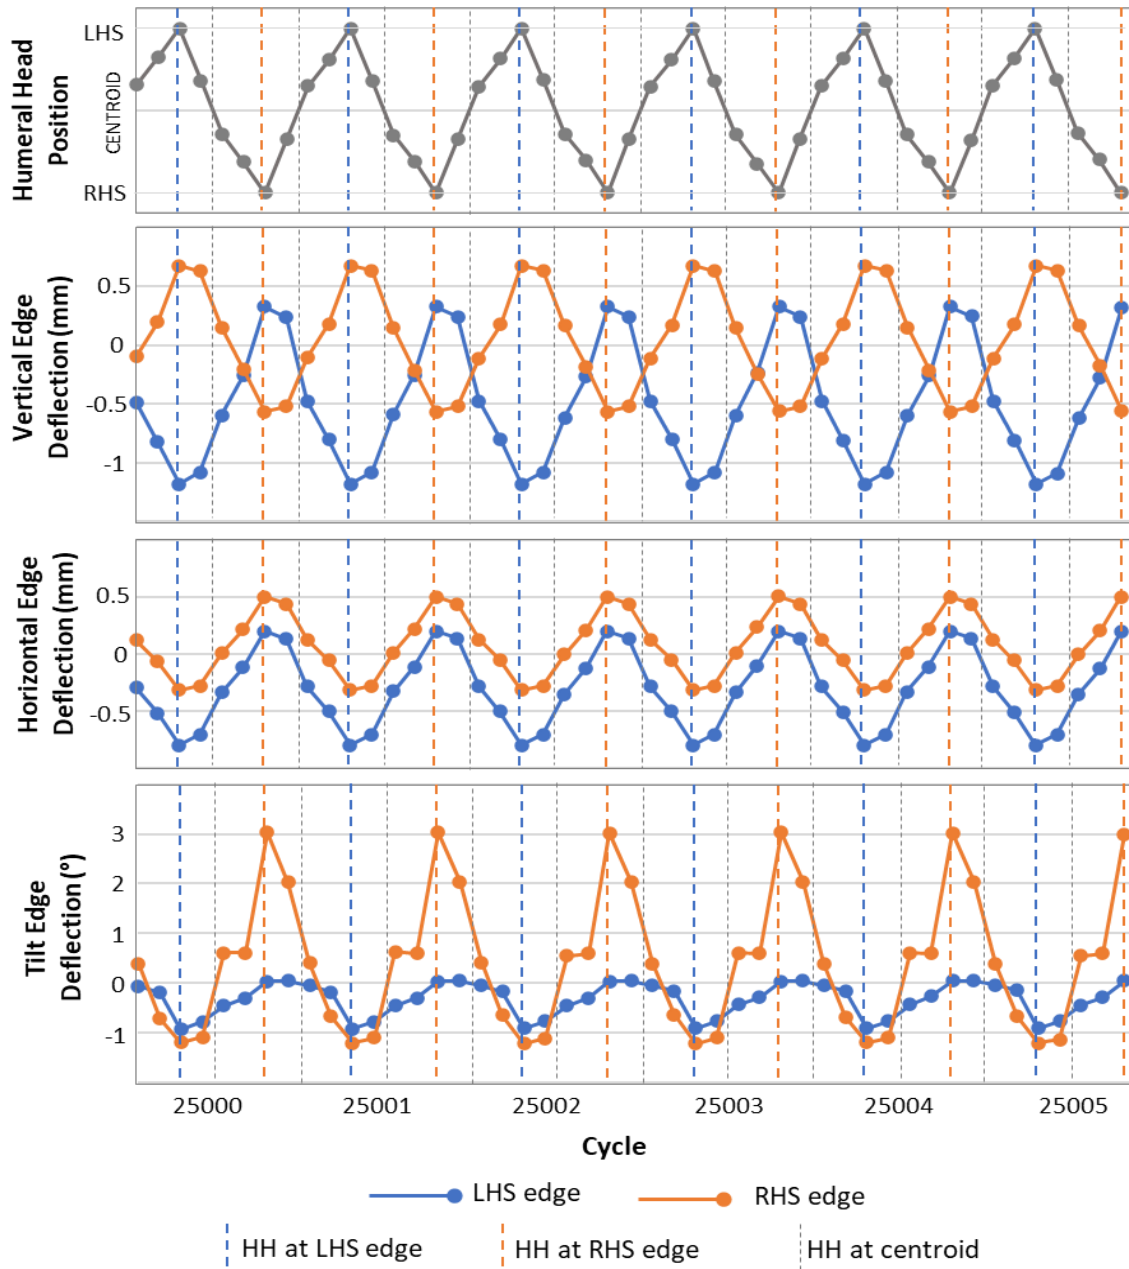 Humeral Head
Position
LHS
CENTROID
RHS
Vertical Edge
Deflection (mm)
0.5
0
-0.5
-1
Horizontal Edge
Deflection (mm)
0.5
0
-0.5
Tilt Edge
Deflection (°)
3
2
1
0
-1
25000 25001 25002 25003 25004 25005
Cycle
LHS edge RHS edge
HH at LHS edge HH at RHS edge HH at centroid